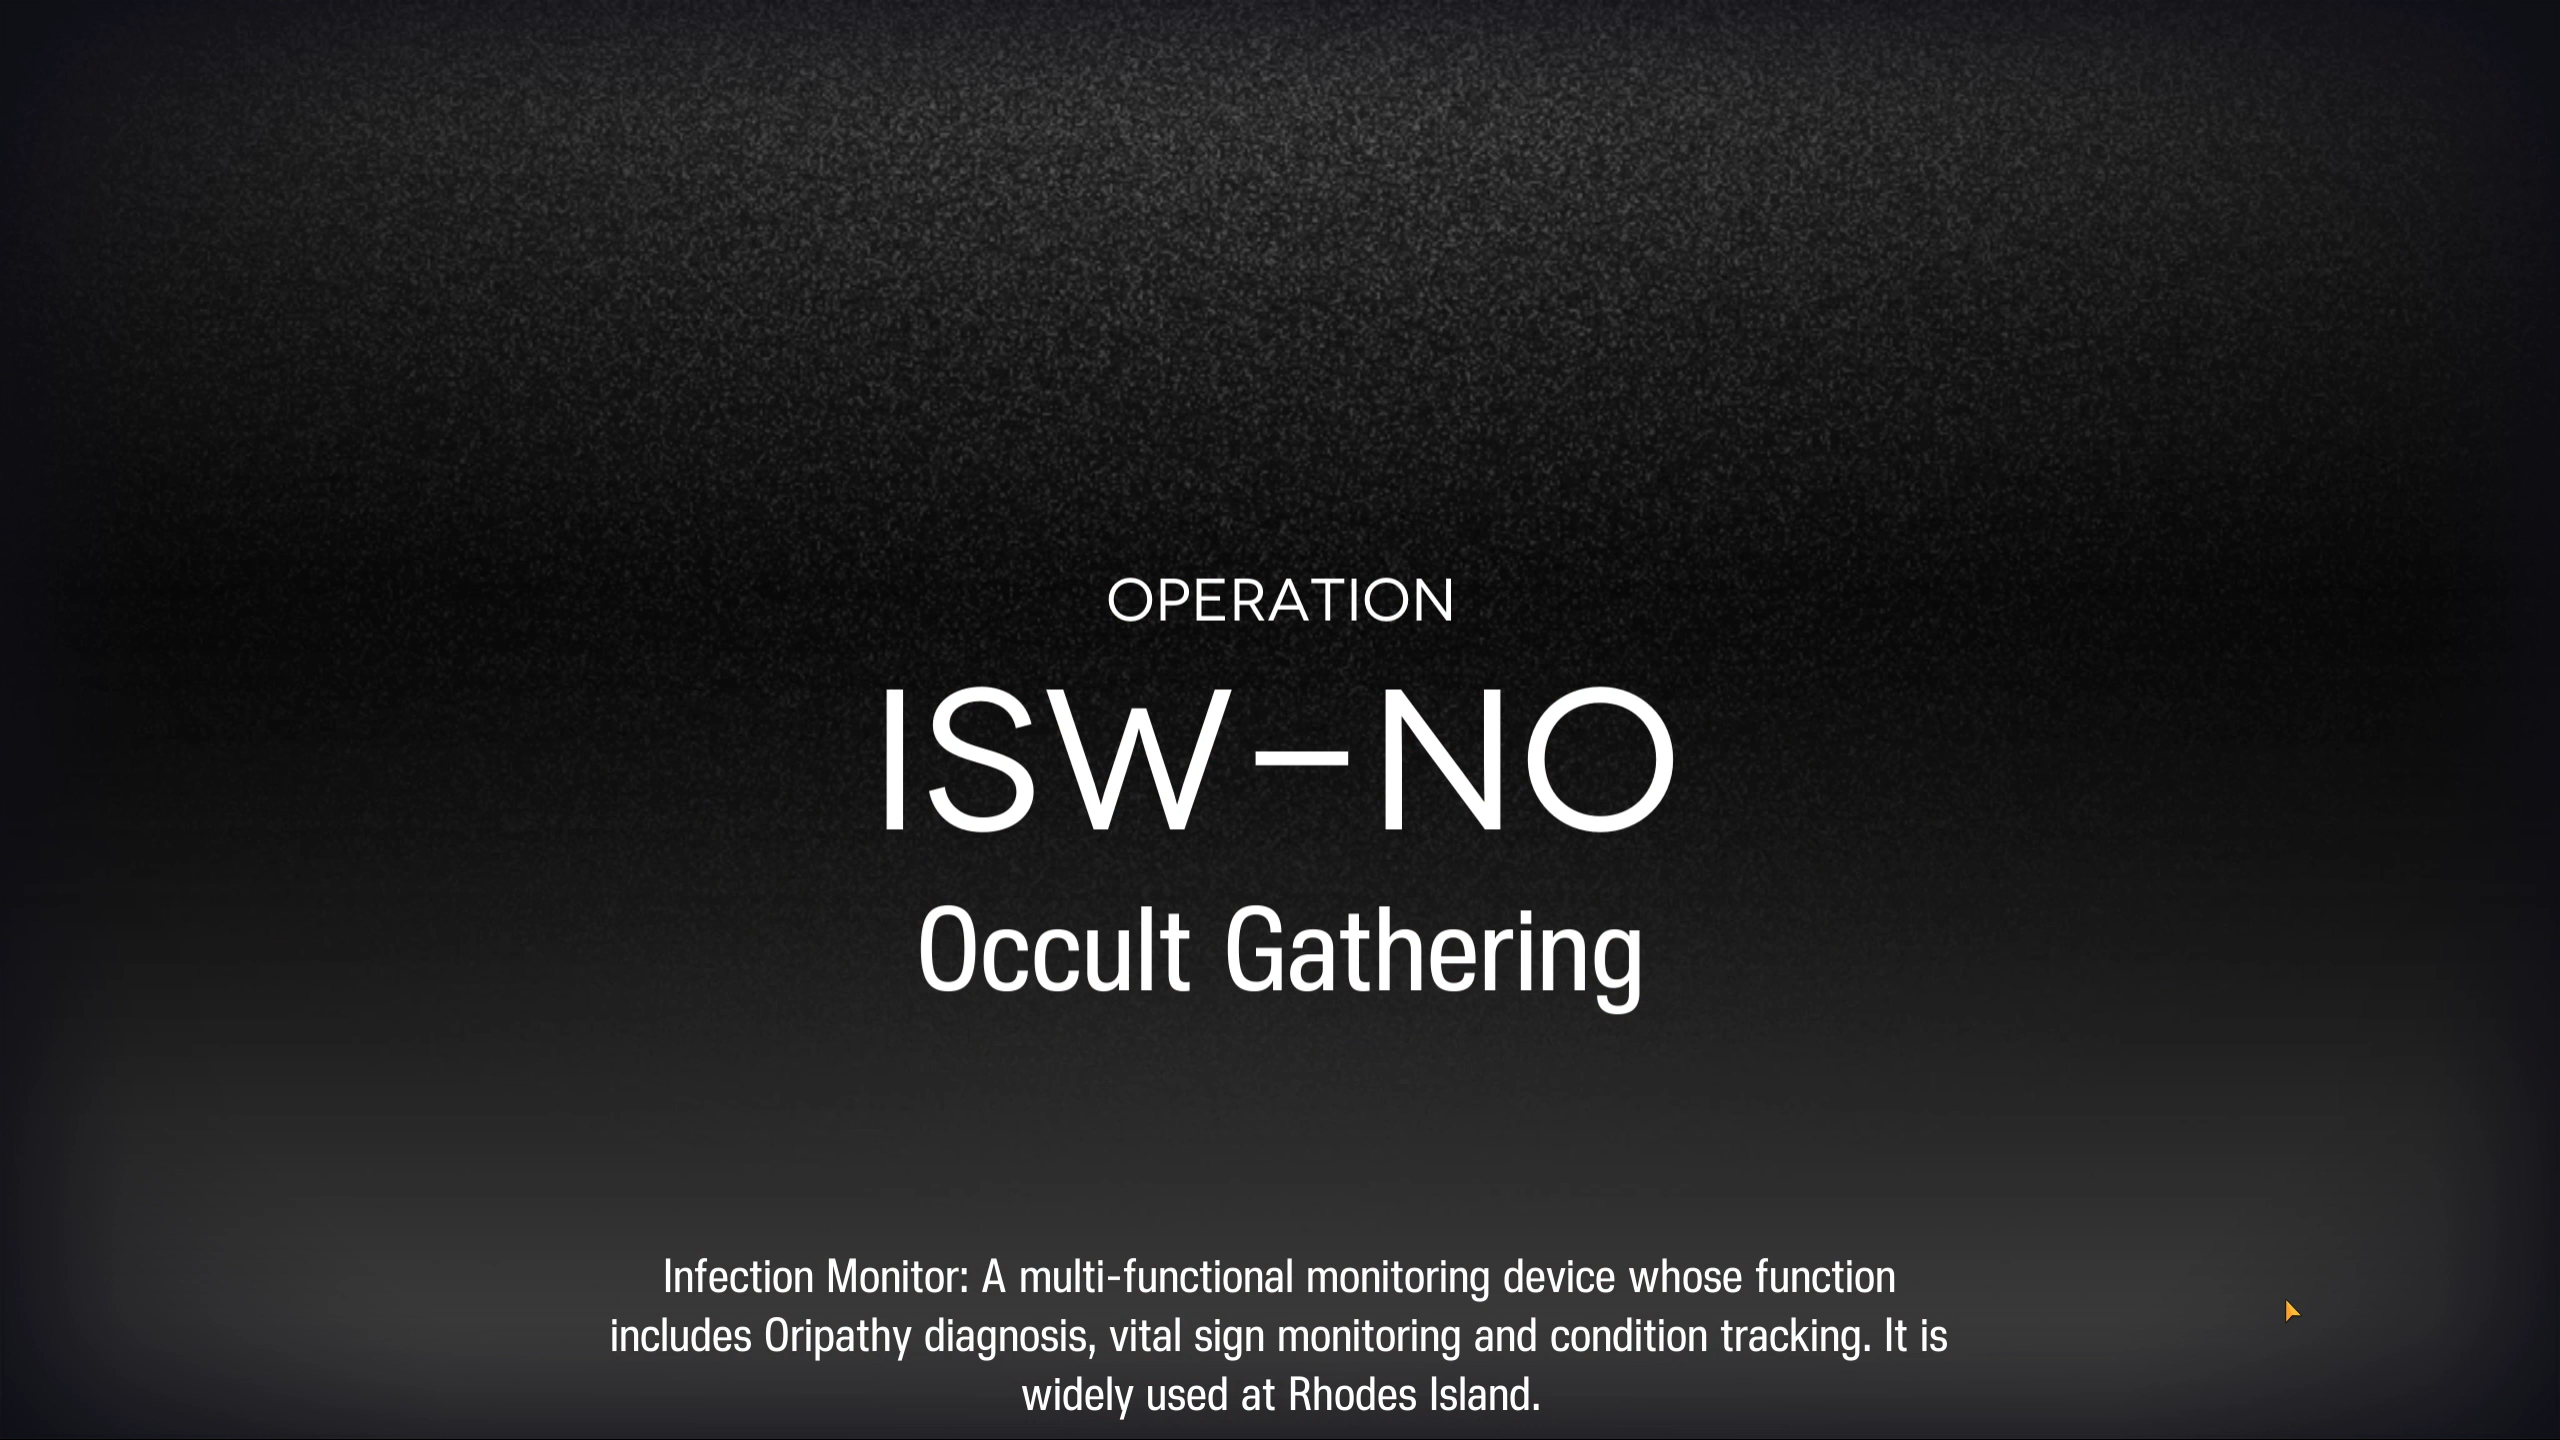 OPERATION
ISW-NO
Occult Gathering
Infection Monitor: A multi-functional monitoring device whose function
includes Oripathy diagnosis, vital sign monitoring and condition tracking. It is
widely used at Rhodes Island.